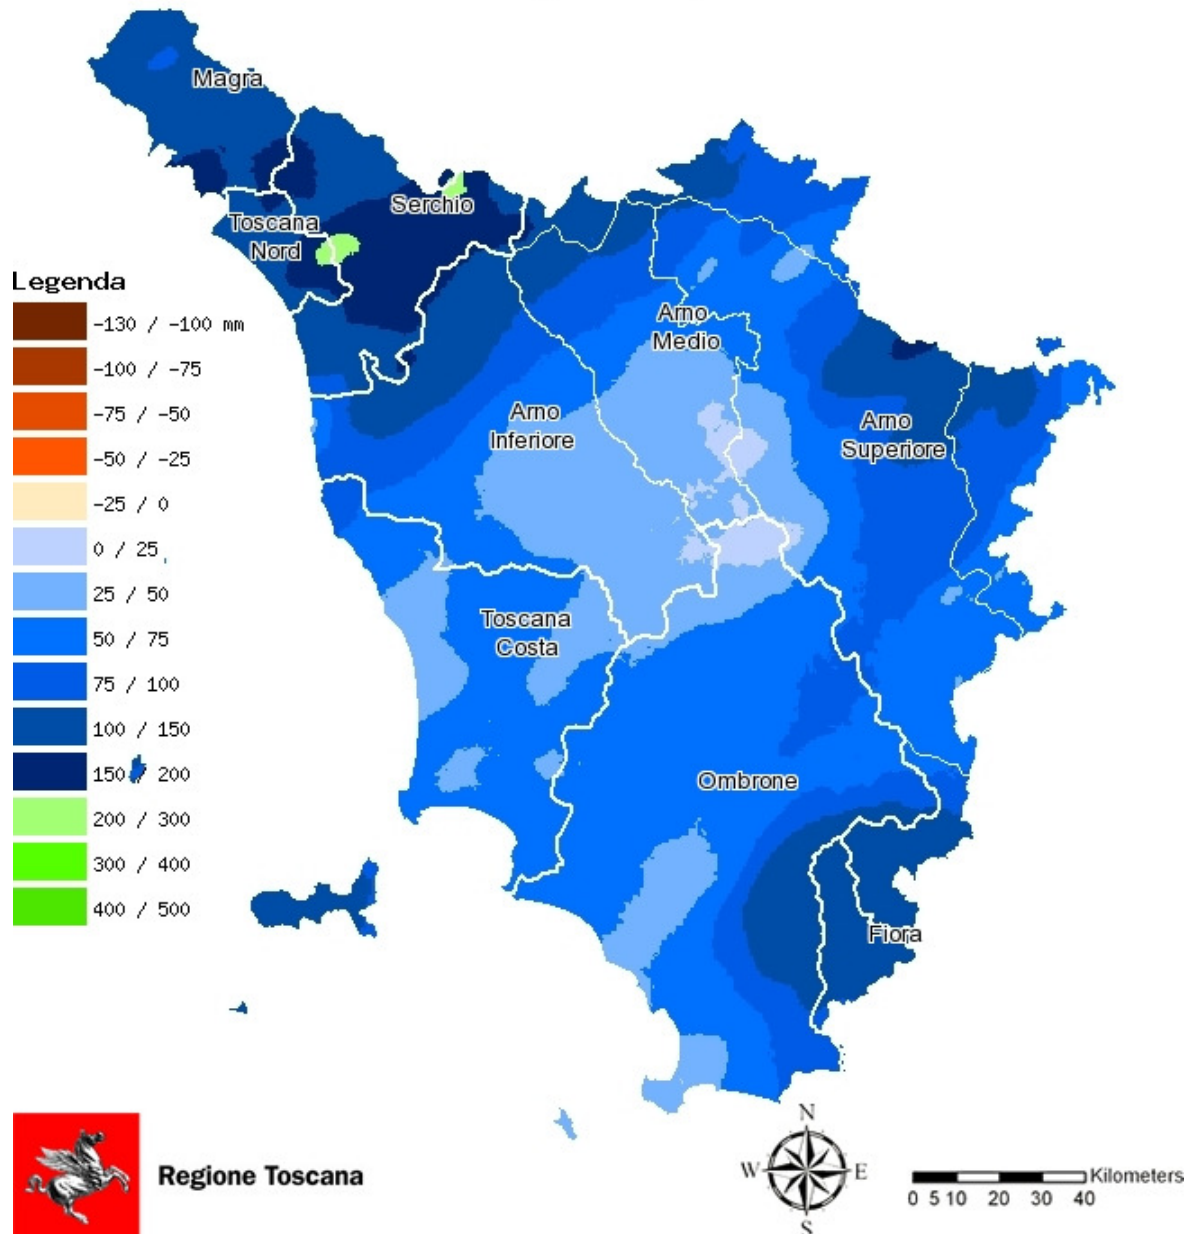 Magra
Serchio
Toscana
Nord
Legenda
-130 / -100 mm
-100 / -75
-75 / -50
-50 / -25
-25 / 0
0 / 25
25 / 50
50 / 75
75 / 100
100 / 150
150 / 200
200 / 300
300 / 400
400 / 500
Arno
Medio
Arno
Inferiore
Arno
Superiore
Toscana
Costa
Ombrone
Fiora
Regione Toscana
N
W
E
S
Kilometers
0 5 10 20 30 40